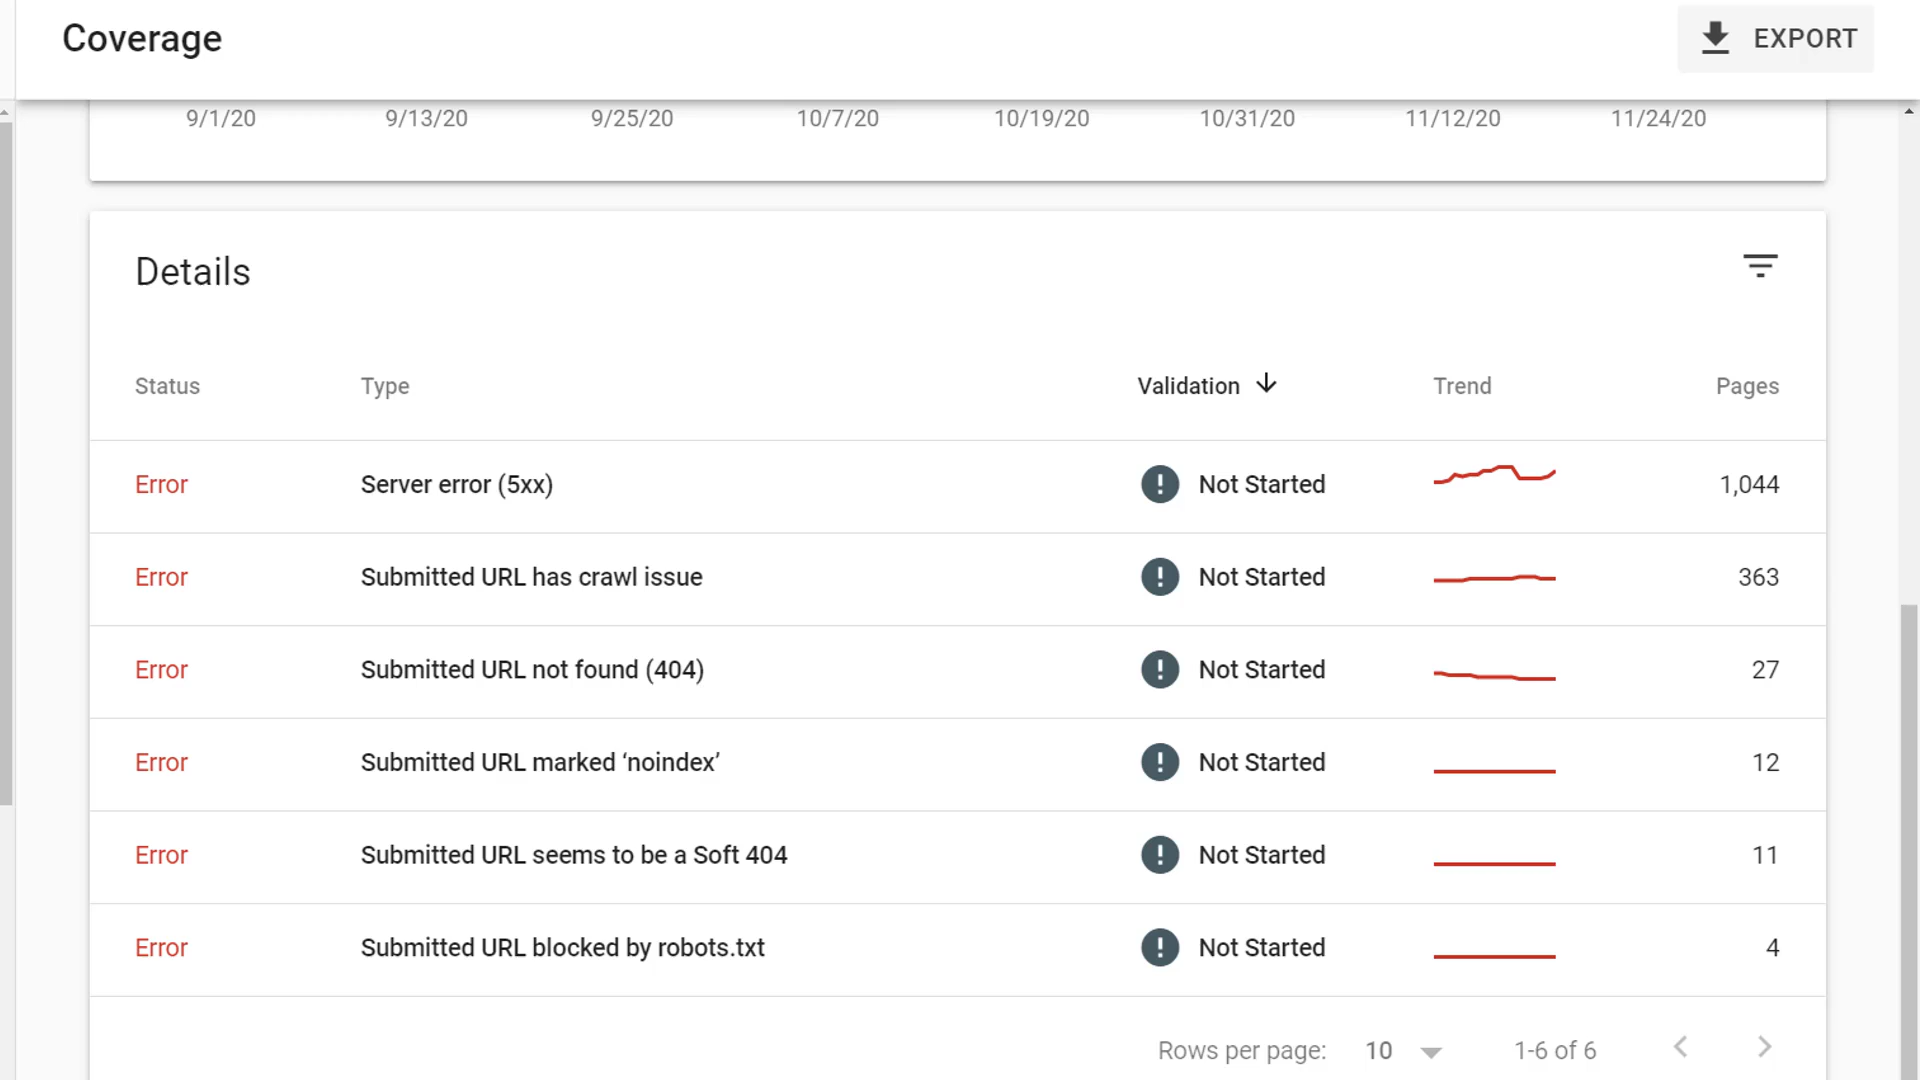 Coverage
EXPORT
9/1/20 9/13/20 9/25/20 10/7/20 10/19/20 10/31/20 11/12/20 11/24/20
Details
Status Type Validation Trend Pages
Error Server error (5xx) Not Started 1,044
Error Submitted URL has crawl issue Not Started 363
Error Submitted URL not found (404) Not Started 27
Error Submitted URL marked ‘noindex’ Not Started 12
Error Submitted URL seems to be a Soft 404 Not Started 11
Error Submitted URL blocked by robots.txt Not Started 4
Rows per page: 10 1-6 of 6